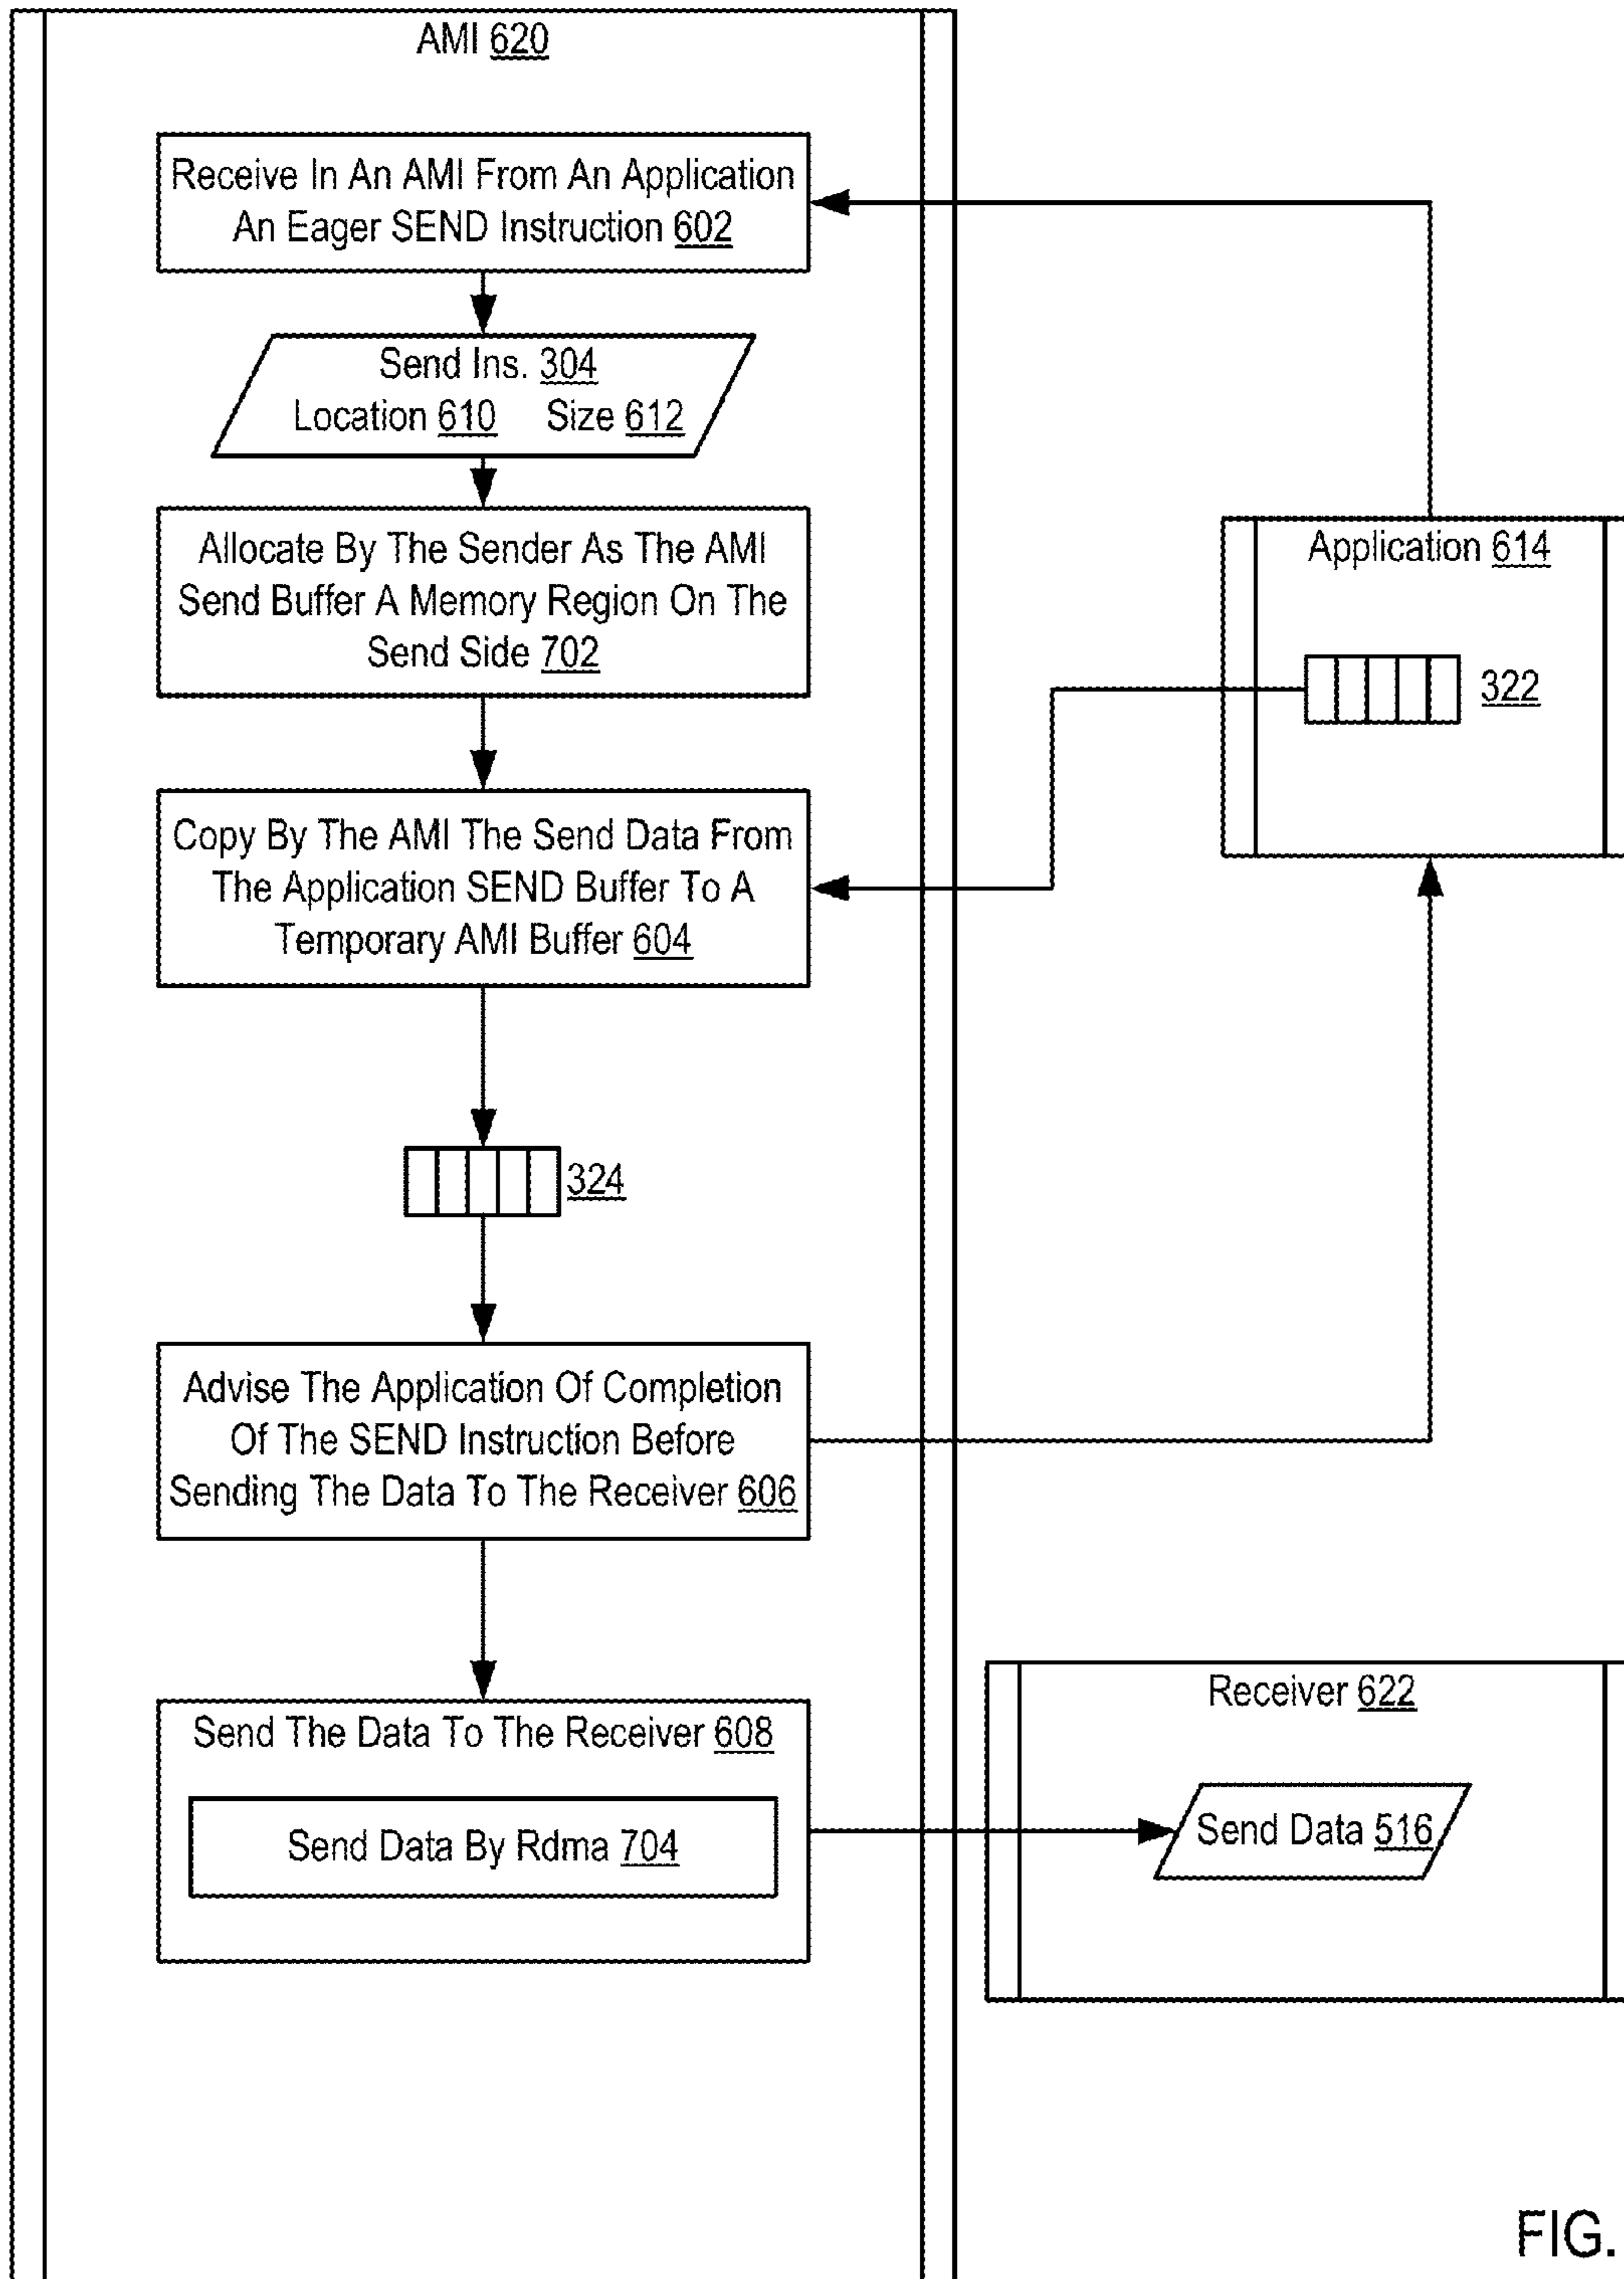 AMI 620
Receive In An AMI From An Application
An Eager SEND Instruction 602
Send Ins. 304
Location 610 Size 612
Allocate By The Sender As The AMI
Send Buffer A Memory Region On The
Send Side 702
Application 614
322
Copy By The AMI The Send Data From
The Application SEND Buffer To A
Temporary AMI Buffer 604
324
Advise The Application Of Completion
Of The SEND Instruction Before
Sending The Data To The Receiver 606
Send The Data To The Receiver 608
Send Data By Rdma 704
Receiver 622
Send Data 516
FIG.